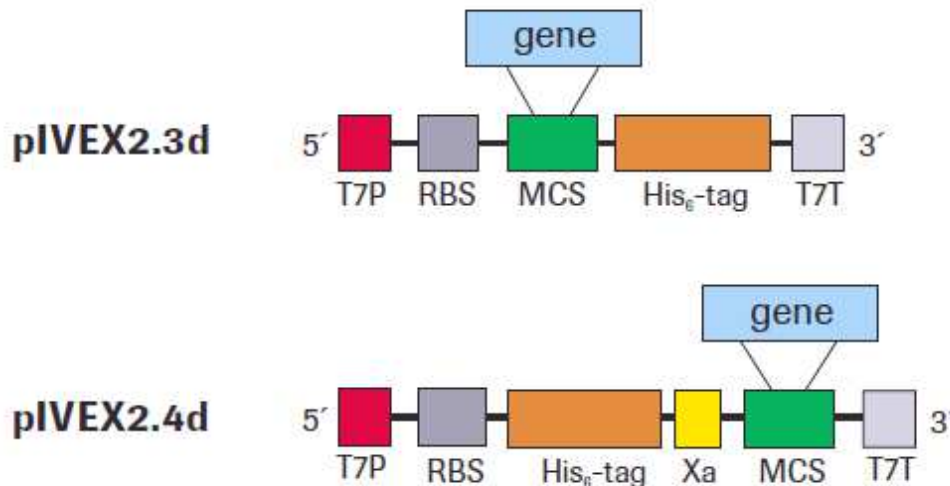 gene
pIVEX2.3d 5´ 3´
T7P RBS MCS His₆-tag T7T
gene
pIVEX2.4d 5´ 3´
T7P RBS His₆-tag Xa MCS T7T